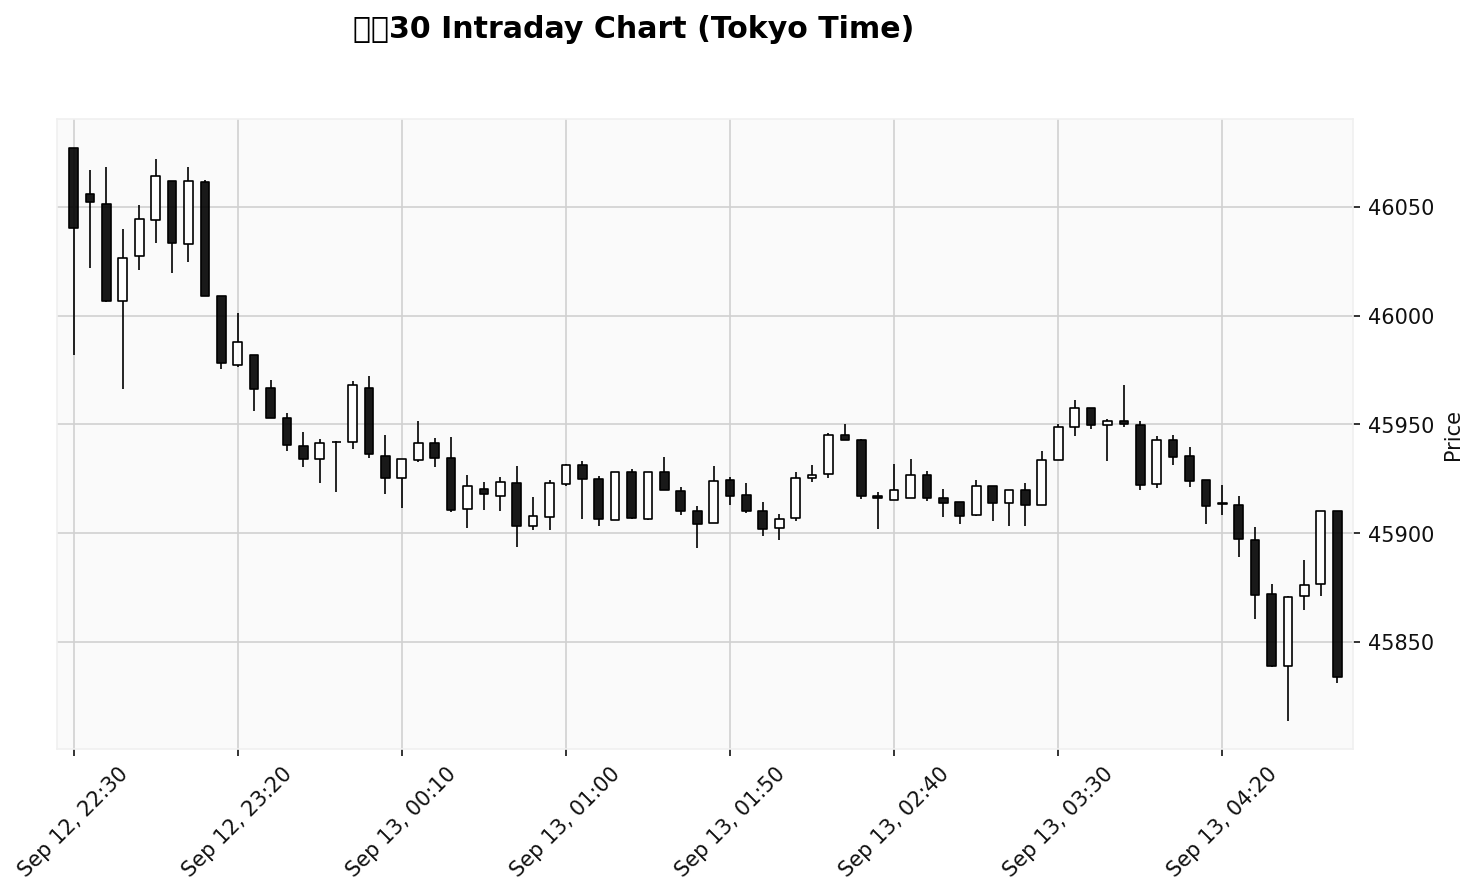 30 Intraday Chart (Tokyo Time)
46050
46000
45950
45900
45850
Price
Sep 12, 22:30
Sep 12, 23:20
Sep 13, 00:10
Sep 13, 01:00
Sep 13, 01:50
Sep 13, 02:40
Sep 13, 03:30
Sep 13, 04:20